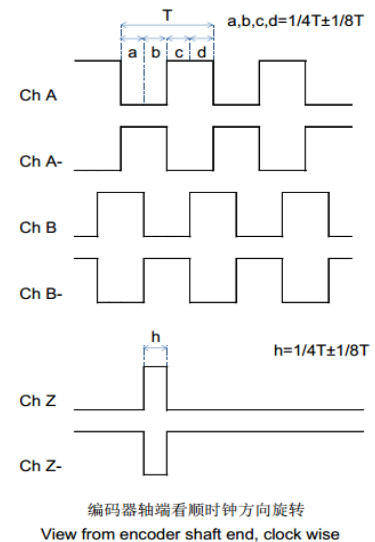 T
a,b,c,d=1/4T±1/8T
a b c d
Ch A
Ch A-
Ch B
Ch B-
h
h=1/4T±1/8T
Ch Z
Ch Z-
编码器轴端看顺时钟方向旋转
View from encoder shaft end, clock wise